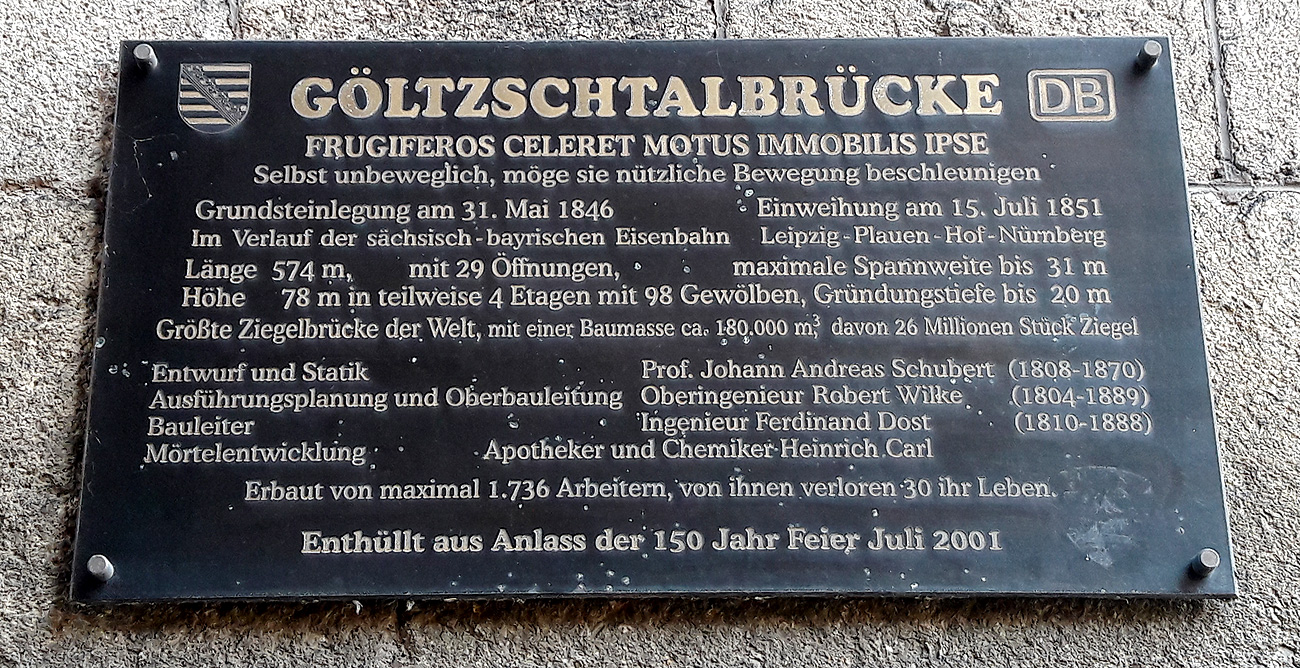 GÖLTZSCHTALBRÜCKE DB
FRUGIFEROS CELERET MOTUS IMMOBILIS IPSE
Selbst unbeweglich, möge sie nützliche Bewegung beschleunigen
Grundsteinlegung am 31. Mai 1846 Einweihung am 15. Juli 1851
Im Verlauf der sächsisch-bayrischen Eisenbahn Leipzig-Plauen-Hof-Nürnberg
Länge 574 m, mit 29 Öffnungen, maximale Spannweite bis 31 m
Höhe 78 m in teilweise 4 Etagen mit 98 Gewölben, Gründungstiefe bis 20 m
Größte Ziegelbrücke der Welt, mit einer Baumasse ca. 180.000 m³, davon 26 Millionen Stück Ziegel
Entwurf und Statik Prof. Johann Andreas Schubert (1808-1870)
Ausführungsplanung und Oberbauleitung Oberingenieur Robert Wilke (1804-1889)
Bauleiter Ingenieur Ferdinand Dost (1810-1888)
Mörtelentwicklung Apotheker und Chemiker Heinrich Carl
Erbaut von maximal 1.736 Arbeitern, von ihnen verloren 30 ihr Leben.
Enthüllt aus Anlass der 150 Jahr Feier Juli 2001